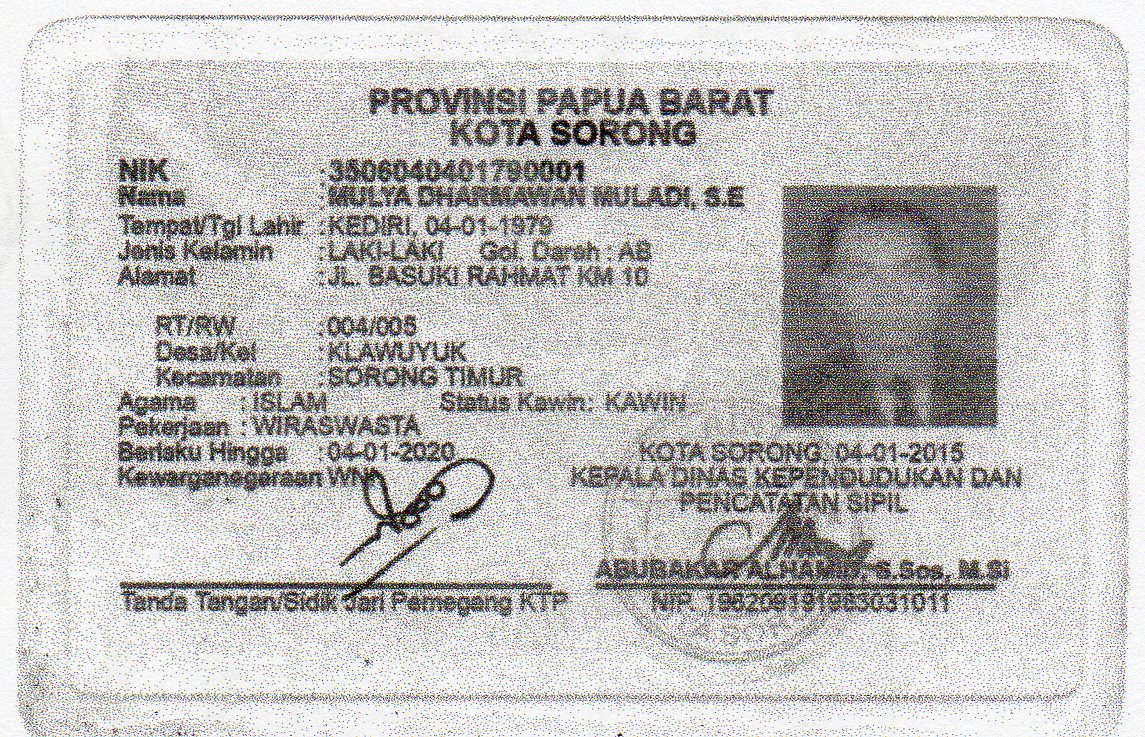 PROVINSI PAPUA BARAT
KOTA SORONG
NIK : 3506040401790001
Nama : MULYA DHARMAWAN MULADI, S.E
Tempat/Tgl Lahir : KEDIRI, 04-01-1979
Jenis Kelamin : LAKI-LAKI Gol. Darah : AB
Alamat : JL. BASUKI RAHMAT KM 10
RT/RW : 004/005
Desa/Kel : KLAWUYUK
Kecamatan : SORONG TIMUR
Agama : ISLAM Status Kawin: KAWIN
Pekerjaan : WIRASWASTA
Berlaku Hingga : 04-01-2020
Kewarganegaraan WNI
KOTA SORONG, 04-01-2015
KEPALA DINAS KEPENDUDUKAN DAN
PENCATATAN SIPIL
ABUBAKAR ALHAMID, S.Sos, M.Si
NIP.
Tanda Tangan/Sidik Jari Pemegang KTP